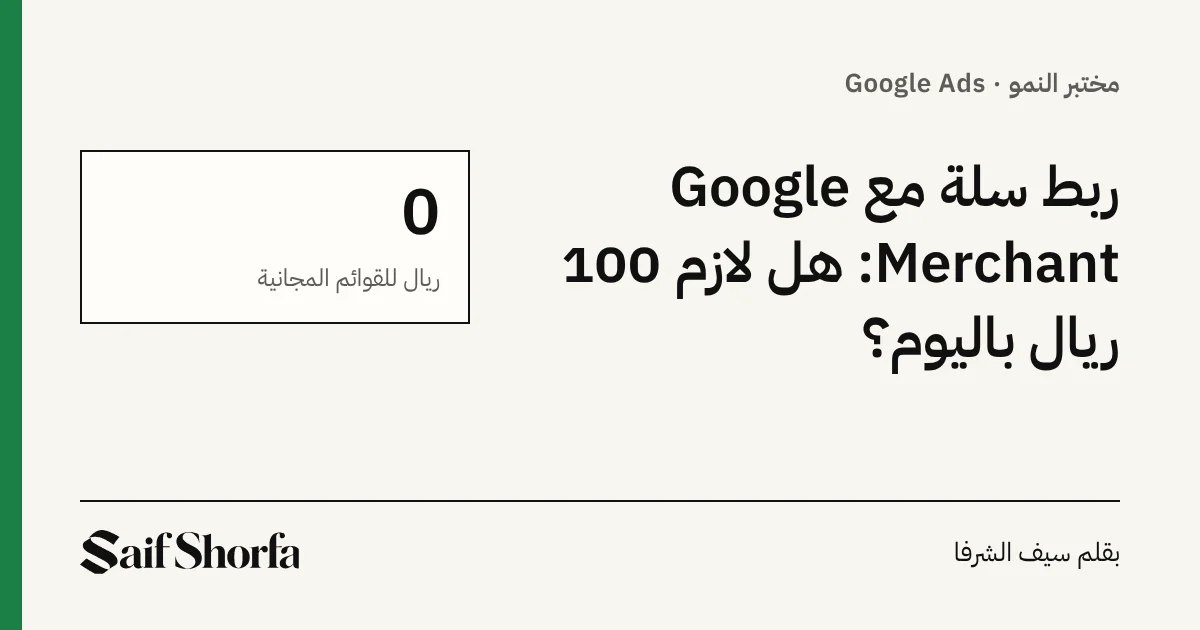 مختبر النمو · Google Ads
ربط سلة مع Google
Merchant: هل لازم 100
ريال باليوم؟
0
ريال للقوائم المجانية
بقلم سيف الشرفا
Saif Shorfa